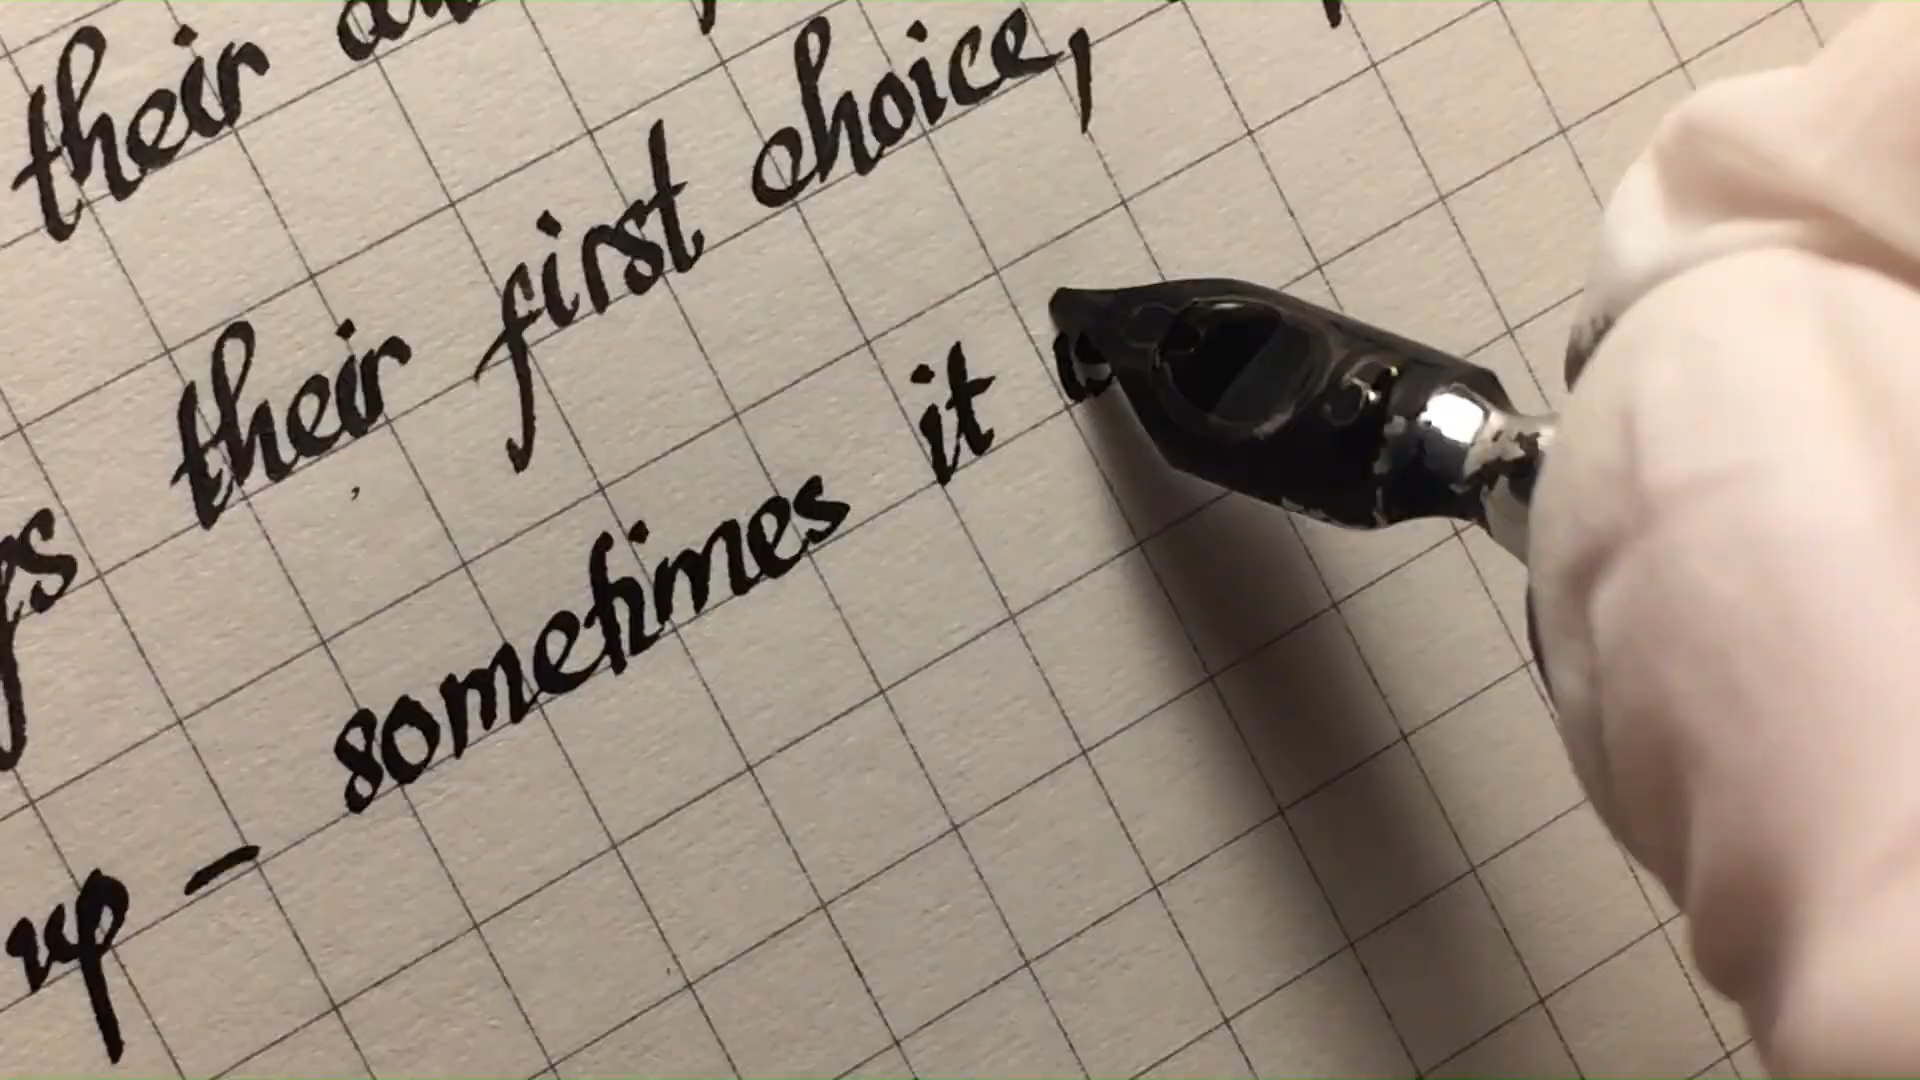 their
their first choice,
up – sometimes it